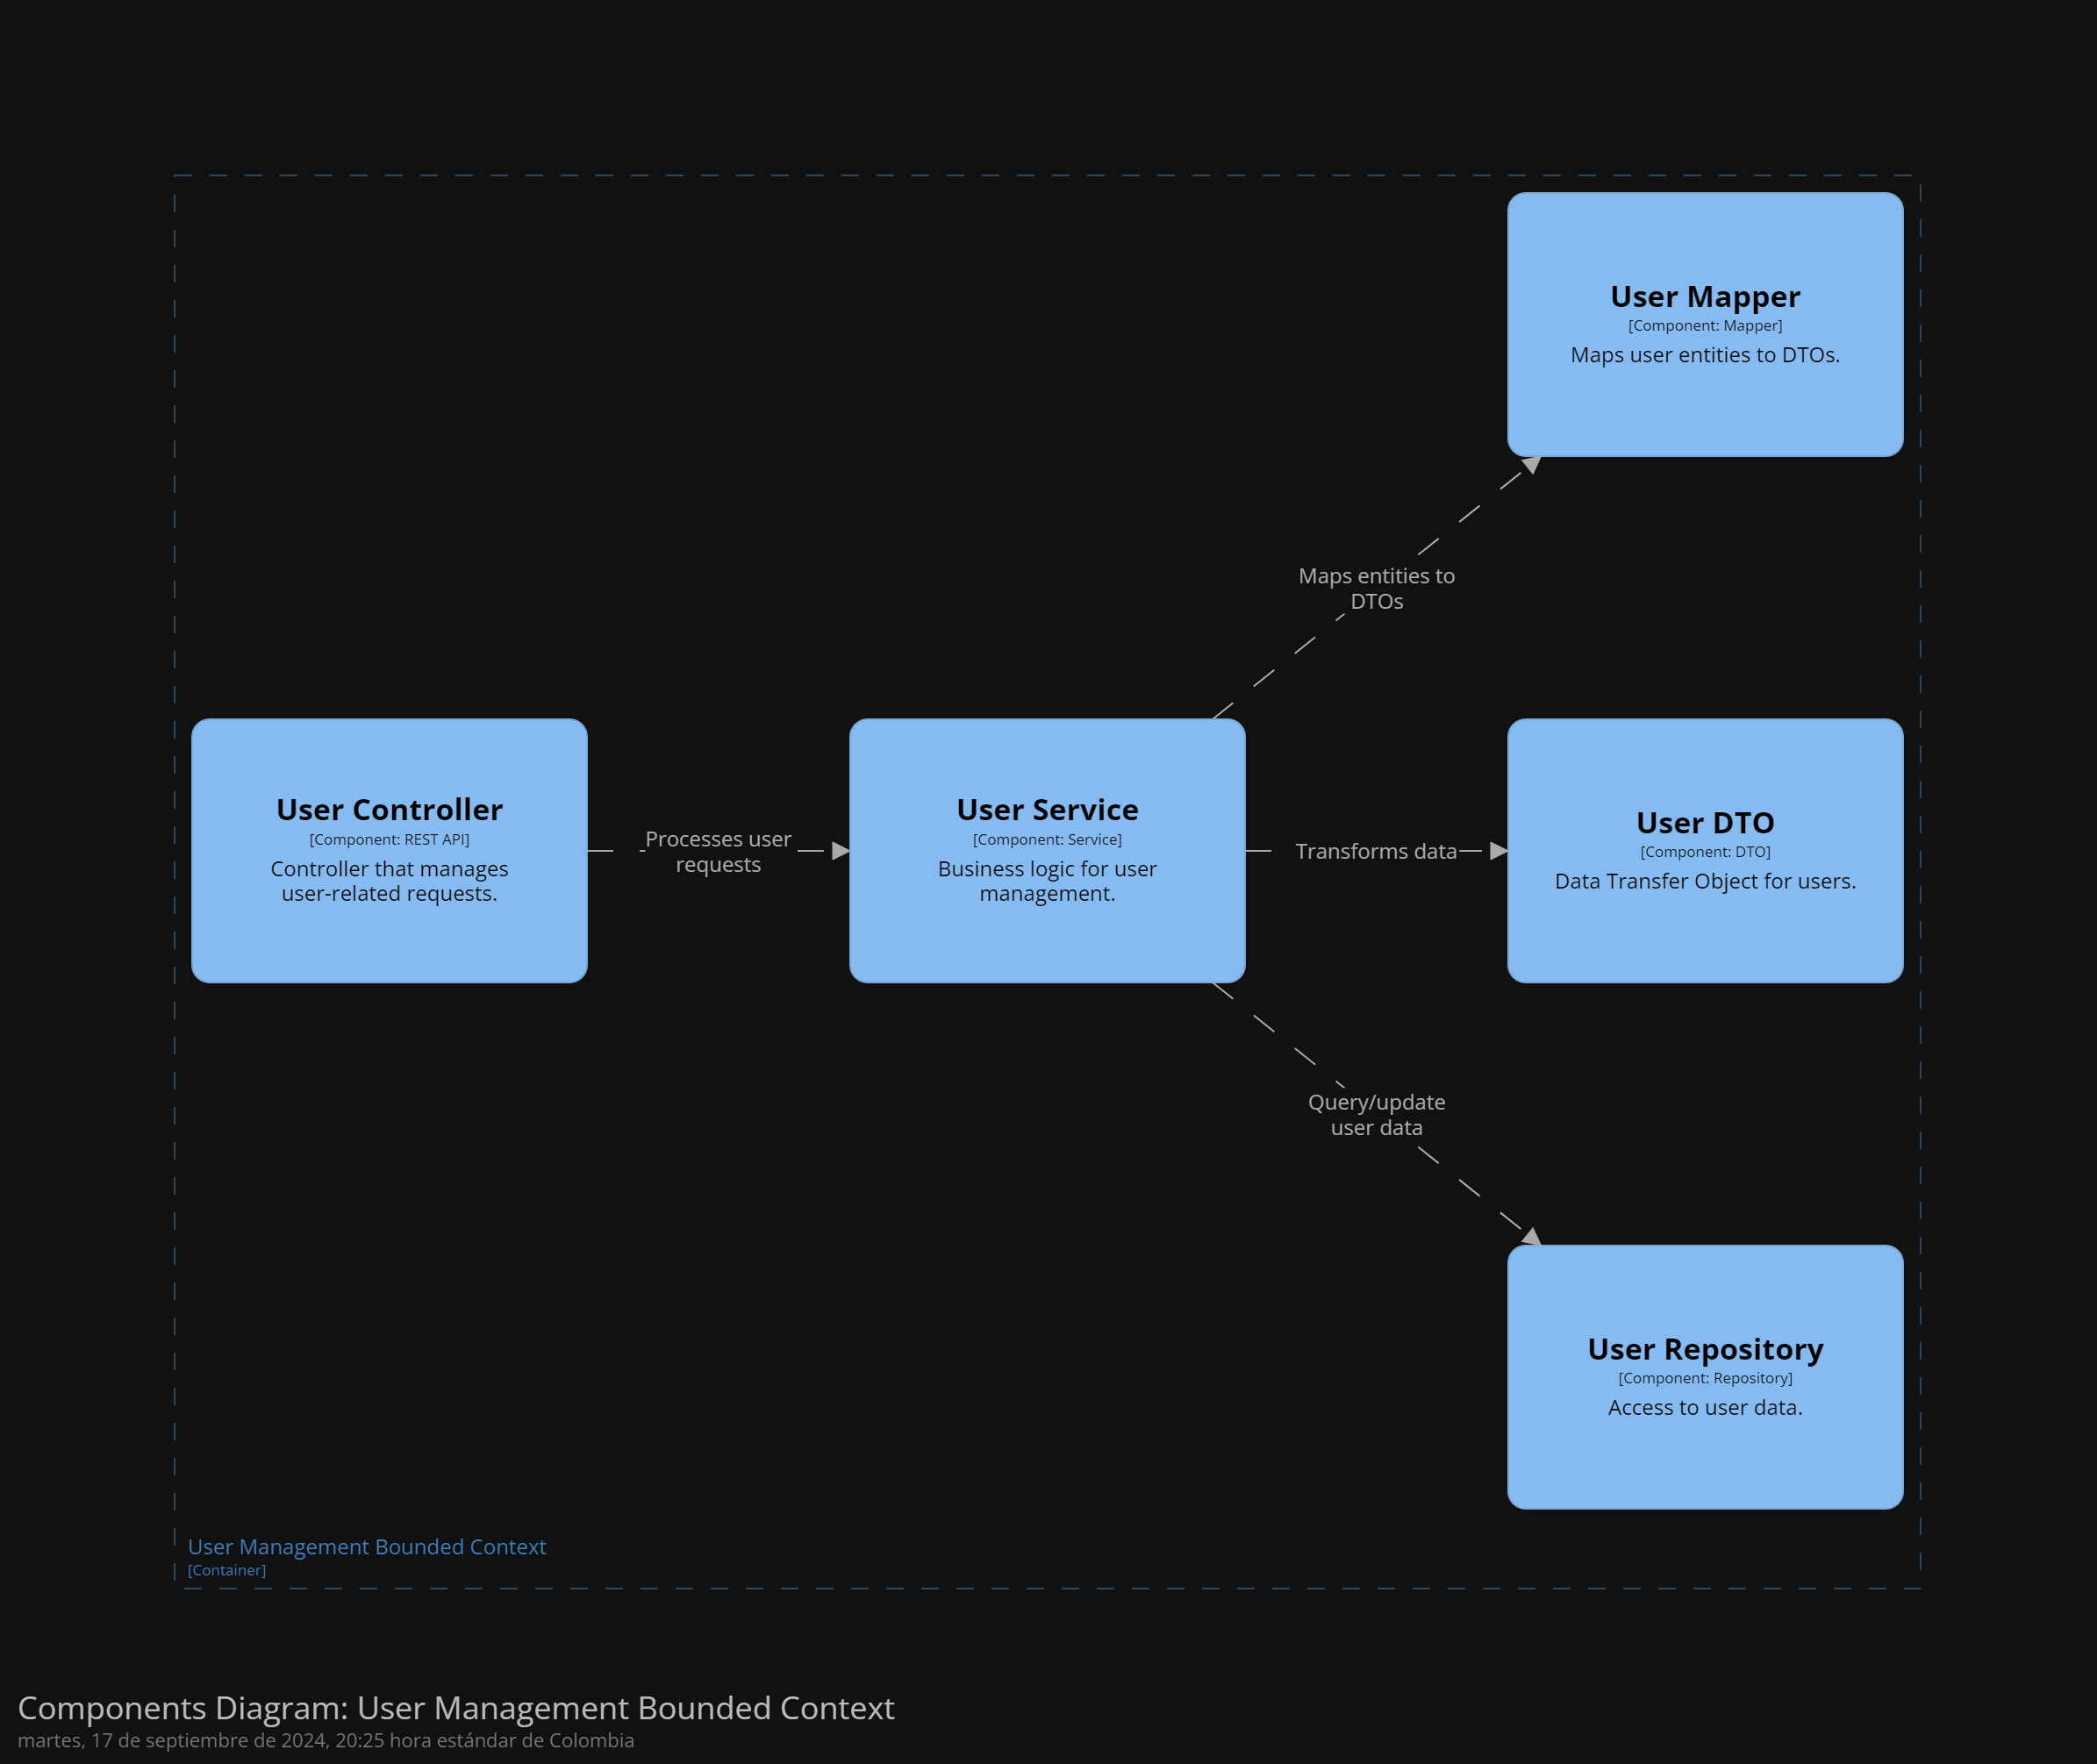 User Mapper
[Component: Mapper]
Maps user entities to DTOs.
Maps entities to
DTOs
User Controller
[Component: REST API]
Controller that manages
user-related requests.
Processes user
requests
User Service
[Component: Service]
Business logic for user
management.
Transforms data
User DTO
[Component: DTO]
Data Transfer Object for users.
Query/update
user data
User Repository
[Component: Repository]
Access to user data.
User Management Bounded Context
[Container]
Components Diagram: User Management Bounded Context
martes, 17 de septiembre de 2024, 20:25 hora estándar de Colombia